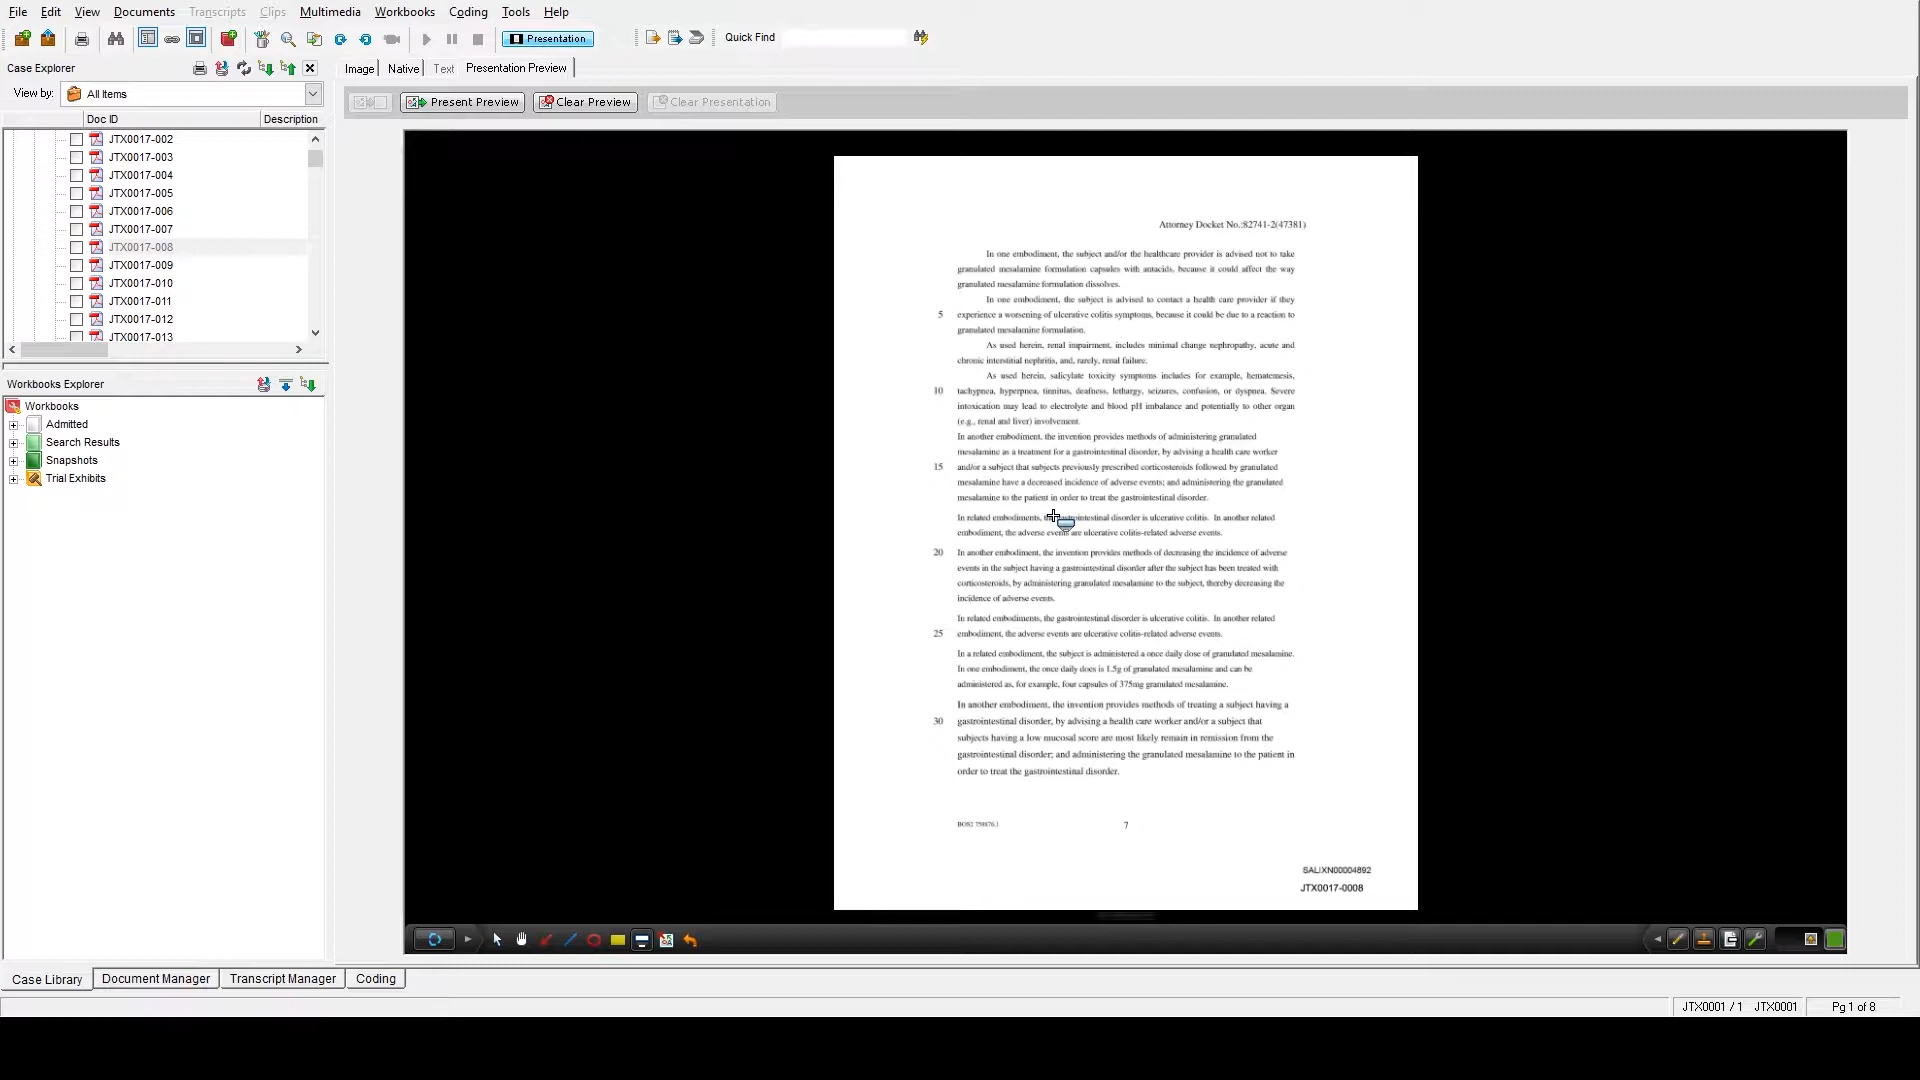 File Edit View Documents Transcripts Clips Multimedia Workbooks Coding Tools Help
Presentation Quick Find
Case Explorer
Image Native Text Presentation Preview
View by: All Items
Present Preview Clear Preview Clear Presentation
Doc ID Description
JTX0017-002
JTX0017-003
JTX0017-004
JTX0017-005
JTX0017-006
JTX0017-007
JTX0017-008
JTX0017-009
JTX0017-010
JTX0017-011
JTX0017-012
JTX0017-013
Workbooks Explorer
Workbooks
Admitted
Search Results
Snapshots
Trial Exhibits
Attorney Docket No.:82741-2(47381)
In one embodiment, the subject and/or the healthcare provider is advised not to take
granulated mesalamine formulation capsules with antacids, because it could affect the way
granulated mesalamine formulation dissolves.
In one embodiment, the subject is advised to contact a health care provider if they
5 experience a worsening of ulcerative colitis symptoms, because it could be due to a reaction to
granulated mesalamine formulation.
As used herein, renal impairment, includes minimal change nephropathy, acute and
chronic interstitial nephritis, and, rarely, renal failure.
As used herein, salicylate toxicity symptoms includes for example, hematemesis,
10 tachypnea, hyperpnea, tinnitus, deafness, lethargy, seizures, confusion, or dyspnea. Severe
intoxication may lead to electrolyte and blood pH imbalance and potentially to other organ
(e.g., renal and liver) involvement.
In another embodiment, the invention provides methods of administering granulated
mesalamine as a treatment for a gastrointestinal disorder, by advising a health care worker
15 and/or a subject that subjects previously prescribed corticosteroids followed by granulated
mesalamine have a decreased incidence of adverse events; and administering the granulated
mesalamine to the patient in order to treat the gastrointestinal disorder.
In related embodiments, the gastrointestinal disorder is ulcerative colitis. In another related
embodiment, the adverse events are ulcerative colitis-related adverse events.
20 In another embodiment, the invention provides methods of decreasing the incidence of adverse
events in the subject having a gastrointestinal disorder after the subject has been treated with
corticosteroids, by administering granulated mesalamine to the subject, thereby decreasing the
incidence of adverse events.
In related embodiments, the gastrointestinal disorder is ulcerative colitis. In another related
25 embodiment, the adverse events are ulcerative colitis-related adverse events.
In a related embodiment, the subject is administered a once daily dose of granulated mesalamine.
In one embodiment, the once daily does is 1.5g of granulated mesalamine and can be
administered as, for example, four capsules of 375mg granulated mesalamine.
In another embodiment, the invention provides methods of treating a subject having a
30 gastrointestinal disorder, by advising a health care worker and/or a subject that
subjects having a low mucosal score are most likely remain in remission from the
gastrointestinal disorder; and administering the granulated mesalamine to the patient in
order to treat the gastrointestinal disorder.
7
SALIXN00004892
JTX0017-0008
Case Library Document Manager Transcript Manager Coding
JTX0001 / 1 JTX0001 Pg 1 of 8